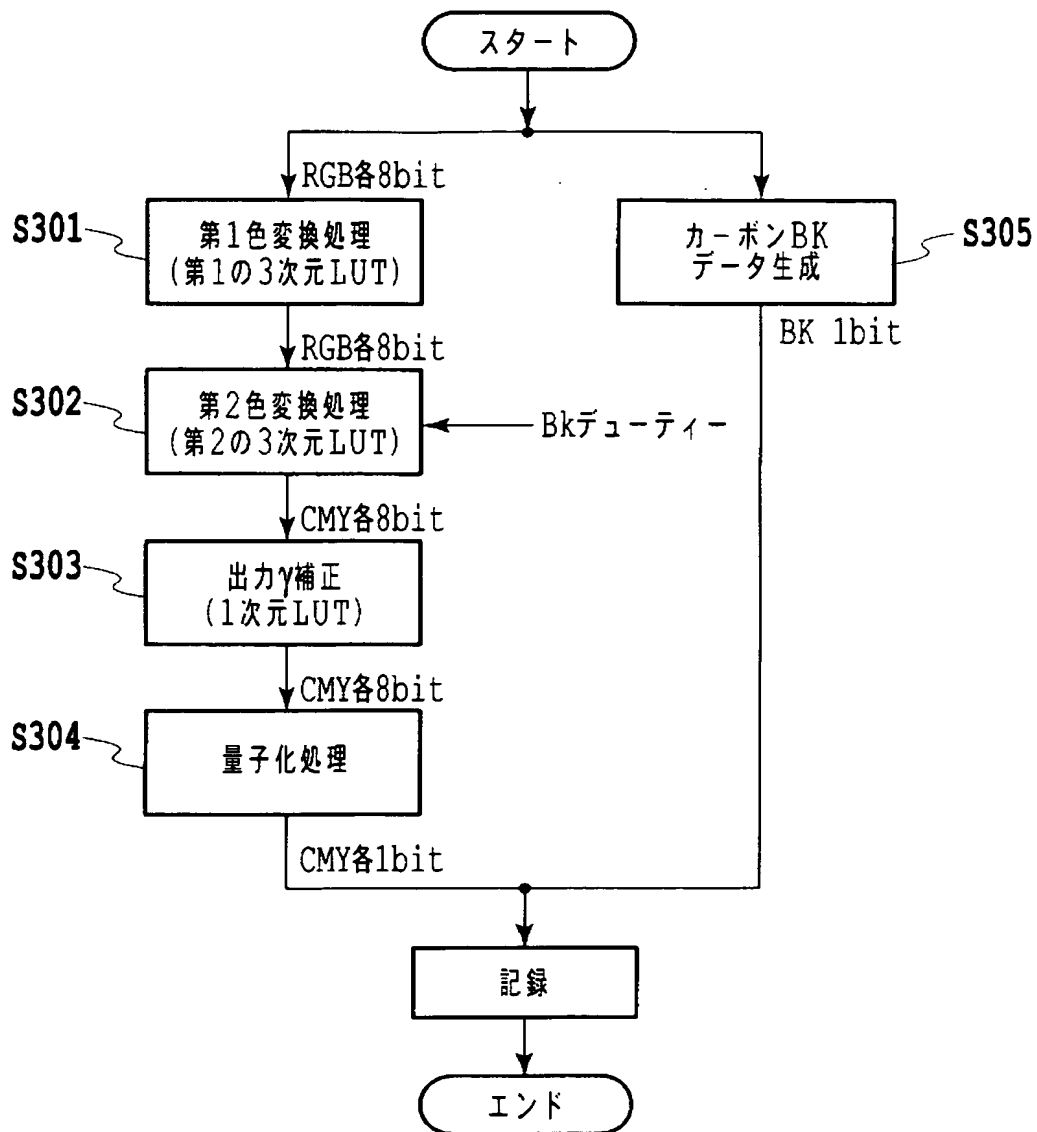 スタート
RGB各8bit
S301
第1色変換処理
(第1の3次元LUT)
カーボンBK
データ生成
S305
RGB各8bit
BK 1bit
S302
第2色変換処理
(第2の3次元LUT)
Bkデューティー
CMY各8bit
S303
出力γ補正
(1次元LUT)
CMY各8bit
S304
量子化処理
CMY各1bit
記録
エンド